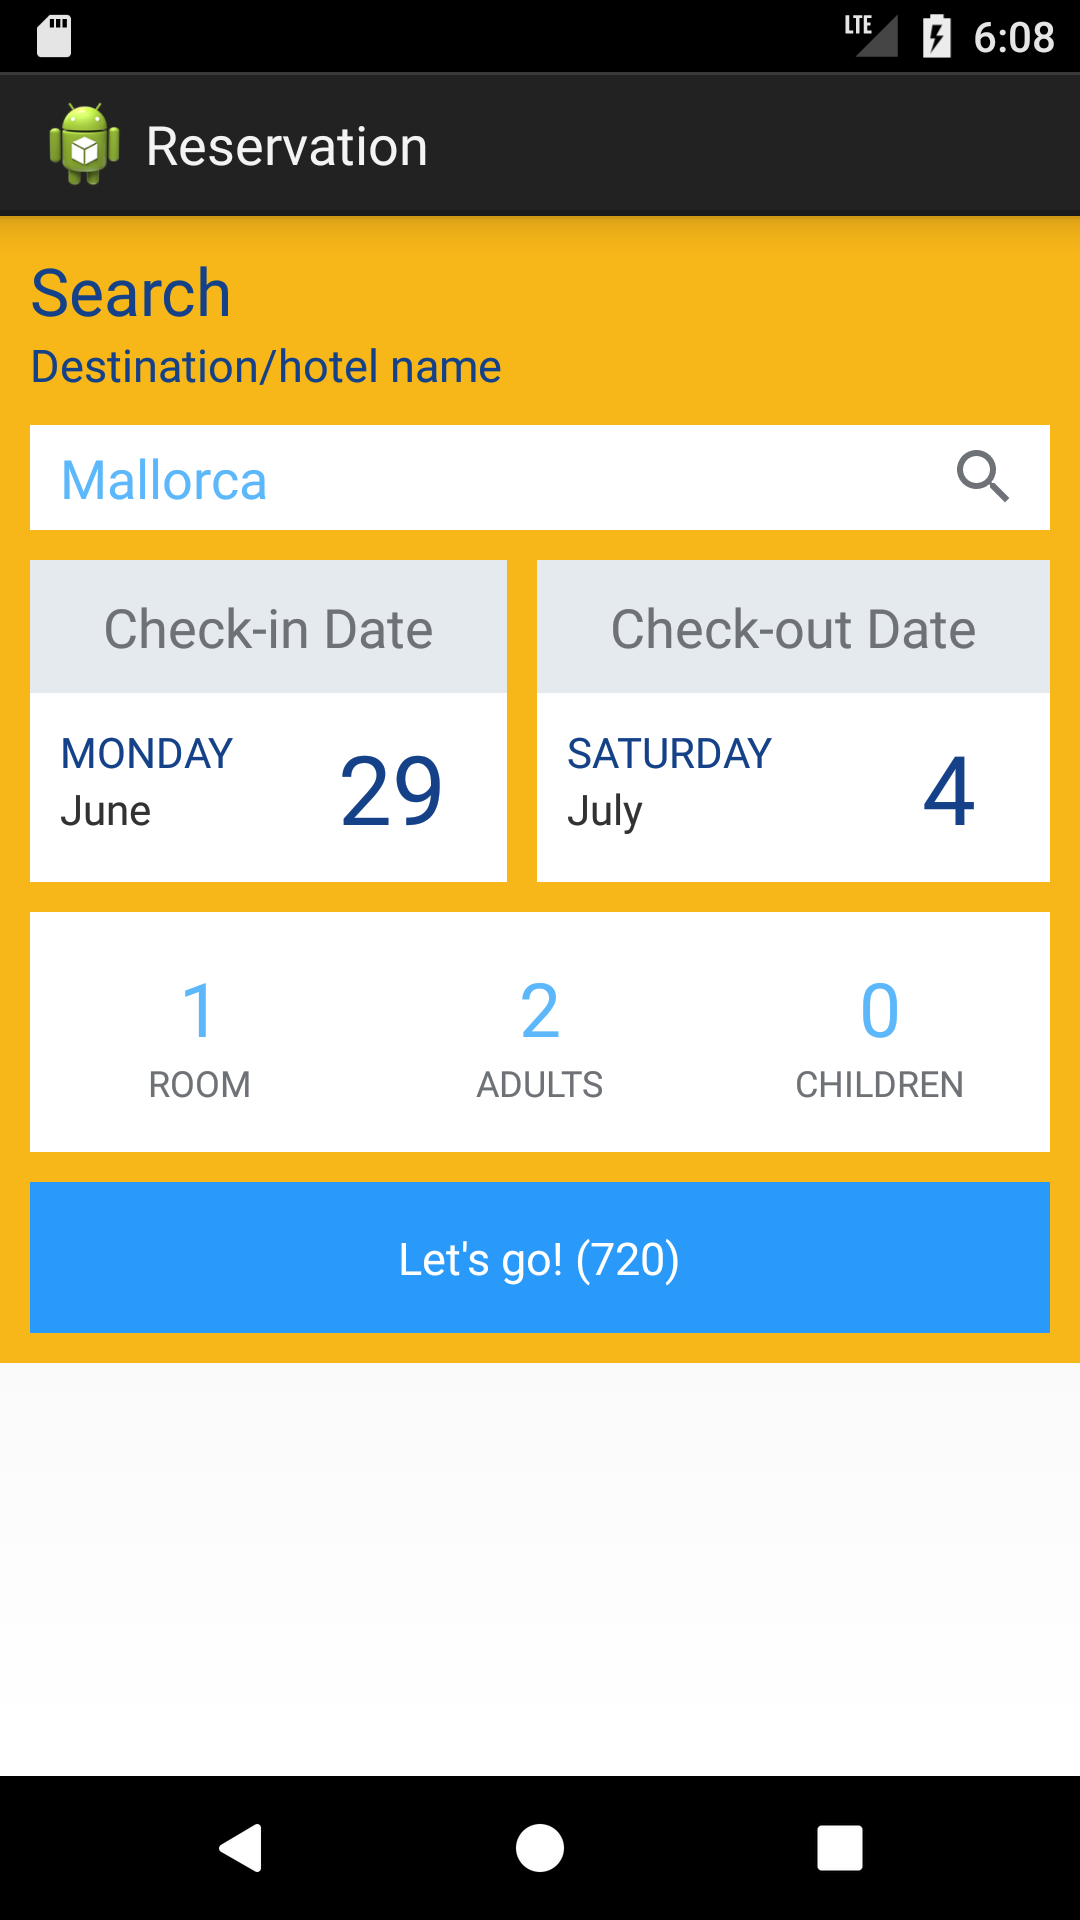 LTE 6:08
Reservation
Search
Destination/hotel name
Mallorca
Check-in Date
Check-out Date
MONDAY
June
29
SATURDAY
July
4
1
ROOM
2
ADULTS
0
CHILDREN
Let's go! (720)